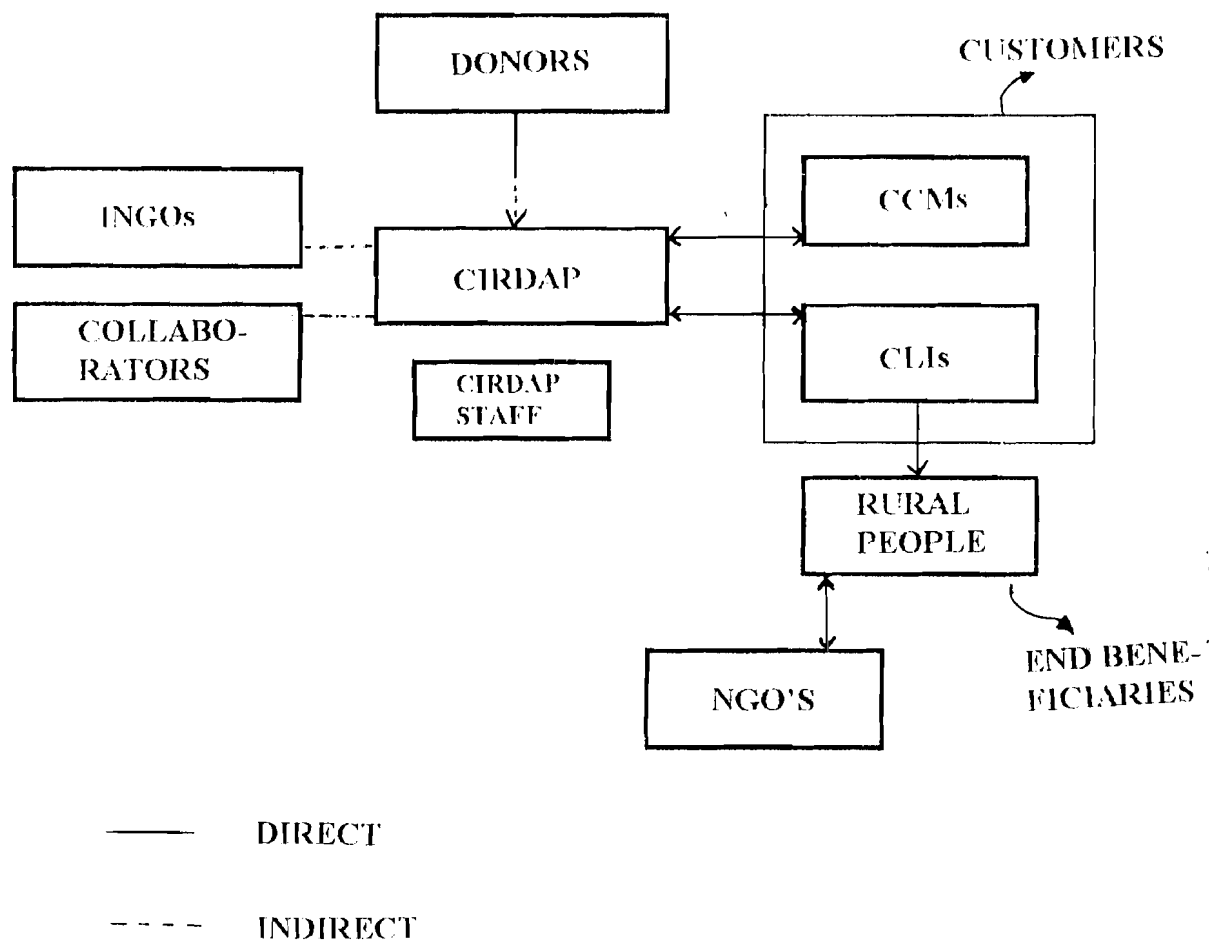 DONORS
CUSTOMERS
INGOs
CCMs
CIRDAP
COLLABO-
RATORS
CLIs
CIRDAP
STAFF
RURAL
PEOPLE
END BENE-
FICIARIES
NGO'S
DIRECT
INDIRECT